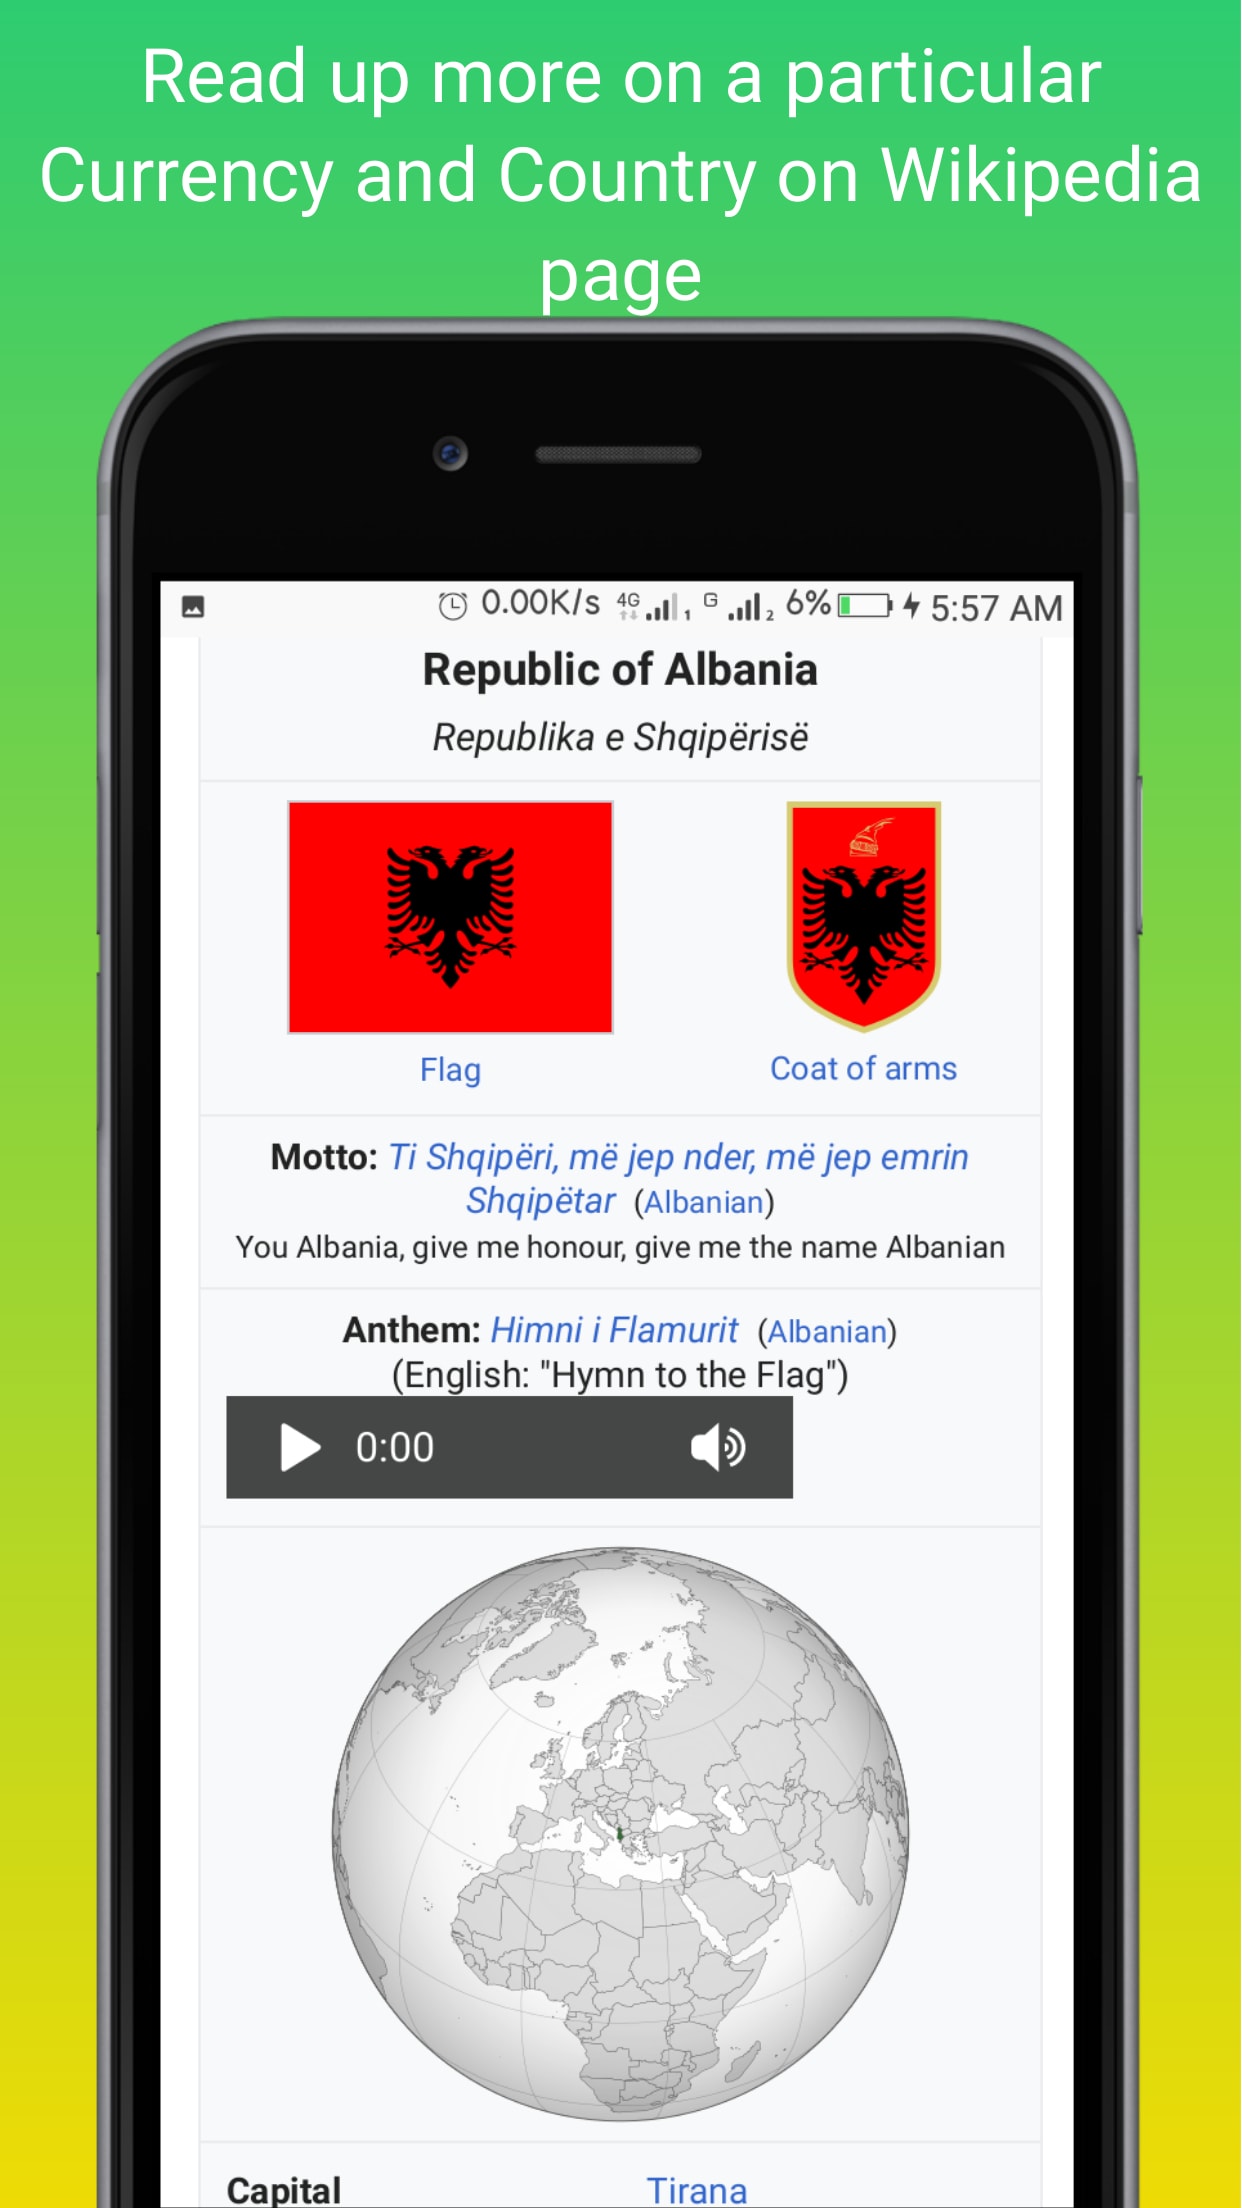 Read up more on a particular
Currency and Country on Wikipedia
page
0.00K/s 4G 1 G 2 6% 5:57 AM
Republic of Albania
Republika e Shqipërisë
Flag
Coat of arms
Motto: Ti Shqipëri, më jep nder, më jep emrin
Shqipëtar (Albanian)
You Albania, give me honour, give me the name Albanian
Anthem: Himni i Flamurit (Albanian)
(English: "Hymn to the Flag")
0:00
Capital Tirana